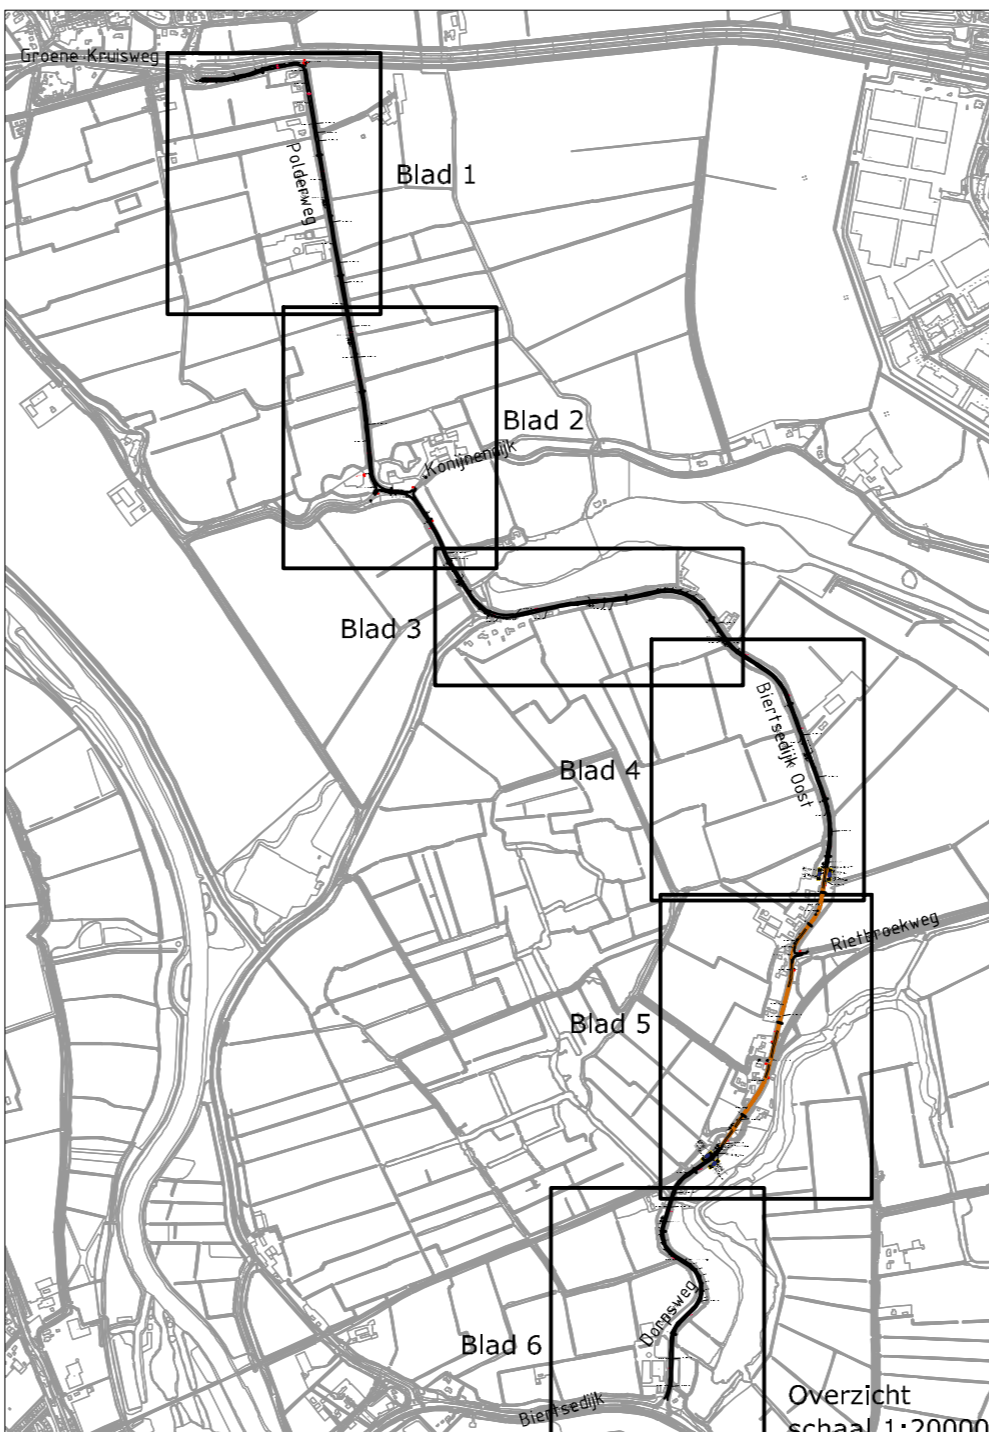 Groene Kruisweg
Polderweg
Blad 1
Blad 2
Konijnendijk
Blad 3
Biertsedijk Oost
Blad 4
Rietbroekweg
Blad 5
Dorpsweg
Blad 6
Biertsedijk
Overzicht
schaal 1:20000